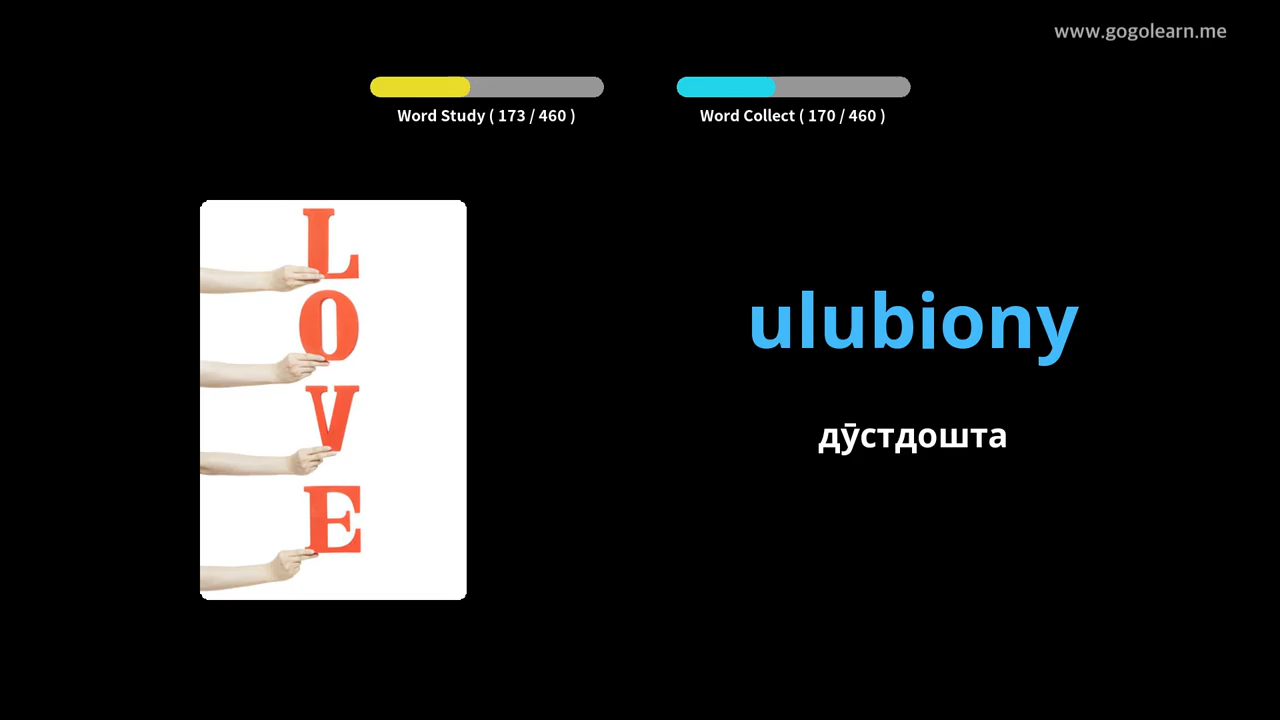 www.gogolearn.me
Word Study ( 173 / 460 )
Word Collect ( 170 / 460 )
L
O
V
E
ulubiony
дӯстдошта